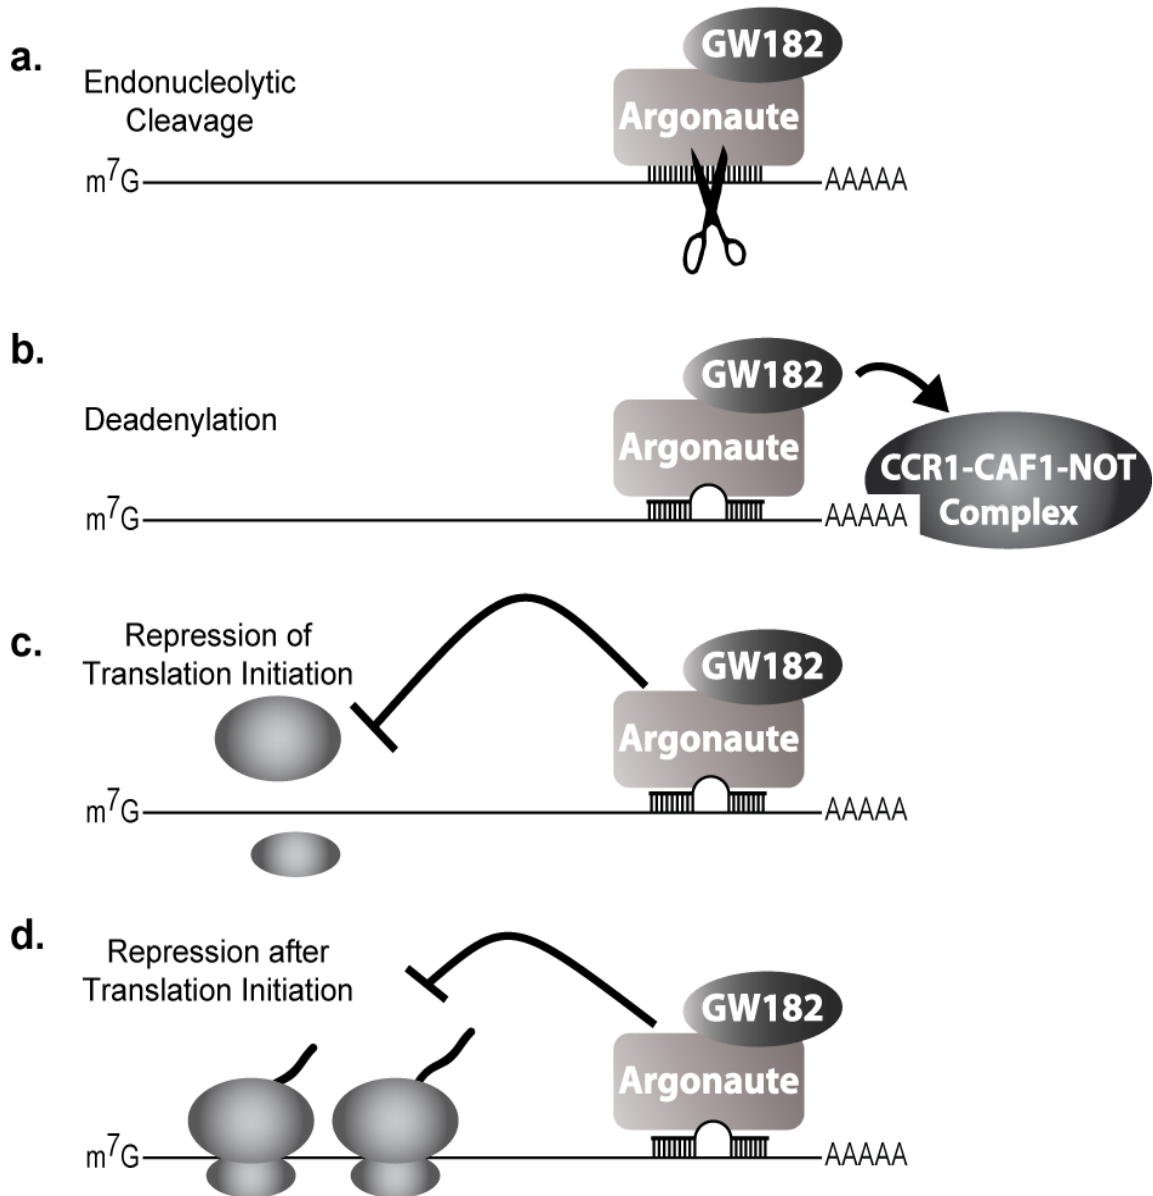 a.
Endonucleolytic
Cleavage
GW182
Argonaute
m⁷G
AAAAA
b.
Deadenylation
GW182
Argonaute
CCR1-CAF1-NOT
Complex
m⁷G
AAAAA
c.
Repression of
Translation Initiation
GW182
Argonaute
m⁷G
AAAAA
d.
Repression after
Translation Initiation
GW182
Argonaute
m⁷G
AAAAA